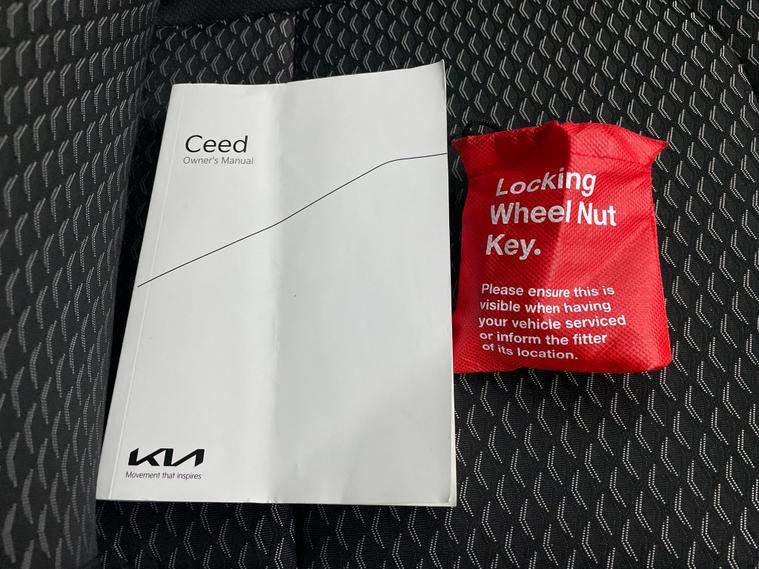 Ceed
Owner's Manual
KIA
Movement that inspires
Locking
Wheel Nut
Key.
Please ensure this is
visible when having
your vehicle serviced
or inform the fitter
of its location.